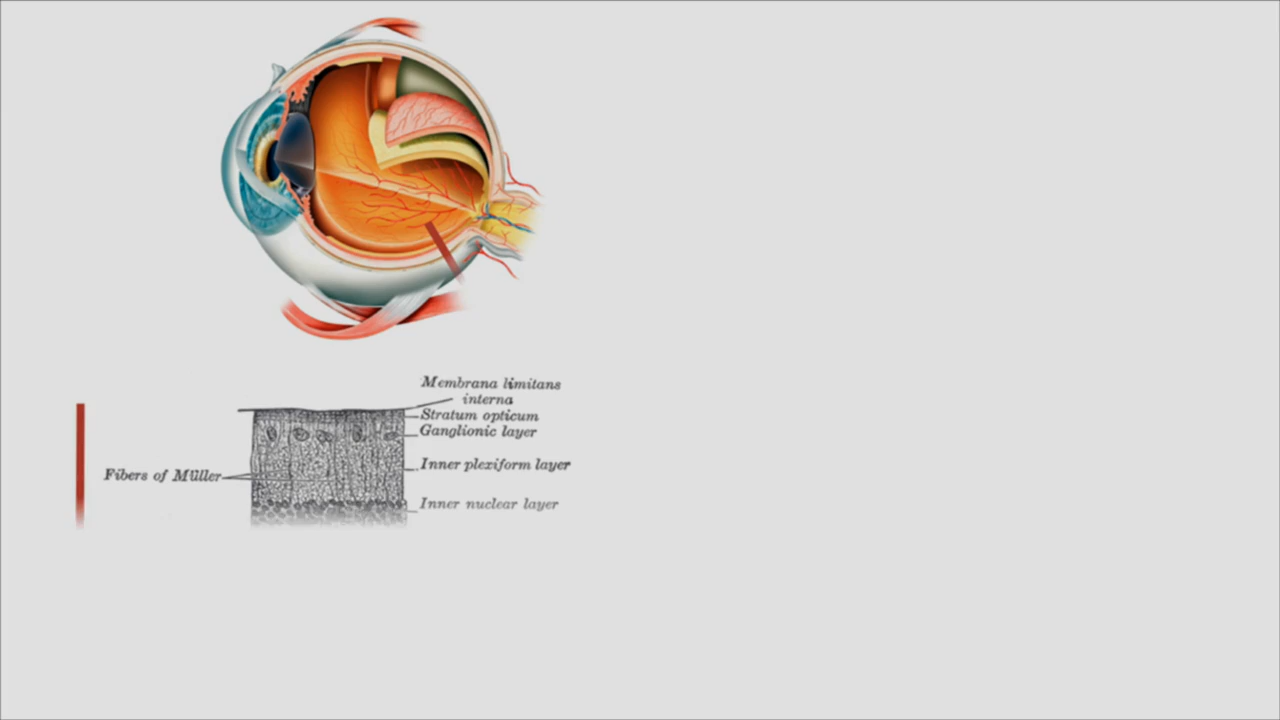 Membrana limitans
interna
Stratum opticum
Ganglionic layer
Inner plexiform layer
Fibers of Müller
Inner nuclear layer